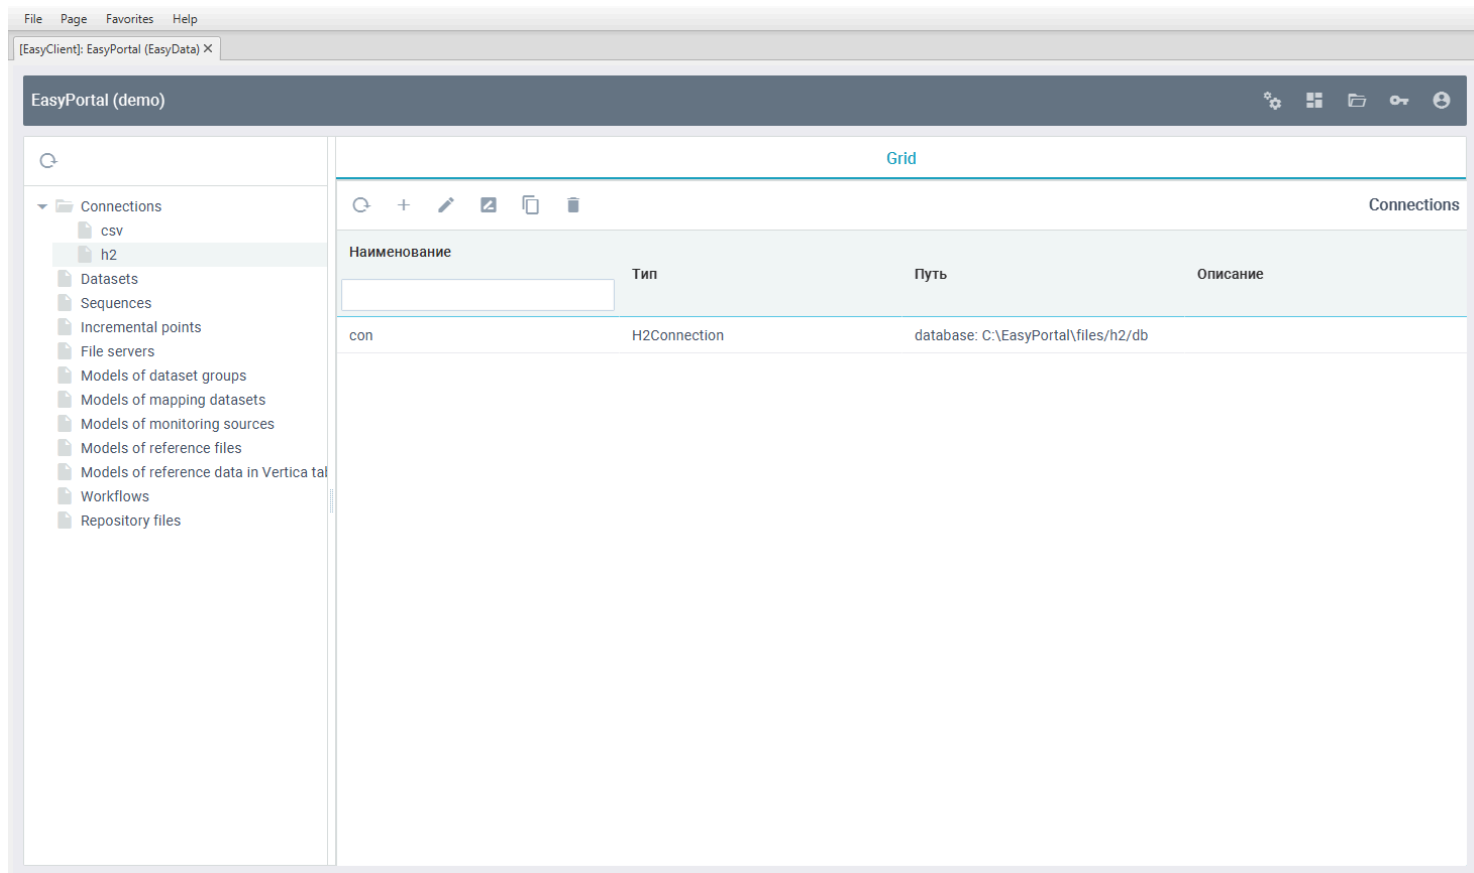 File Page Favorites Help
[EasyClient]: EasyPortal (EasyData)
EasyPortal (demo)
Grid
Connections
csv
h2
Datasets
Sequences
Incremental points
File servers
Models of dataset groups
Models of mapping datasets
Models of monitoring sources
Models of reference files
Models of reference data in Vertica tal
Workflows
Repository files
Connections
Наименование Тип Путь Описание
con H2Connection database: C:\EasyPortal\files/h2/db